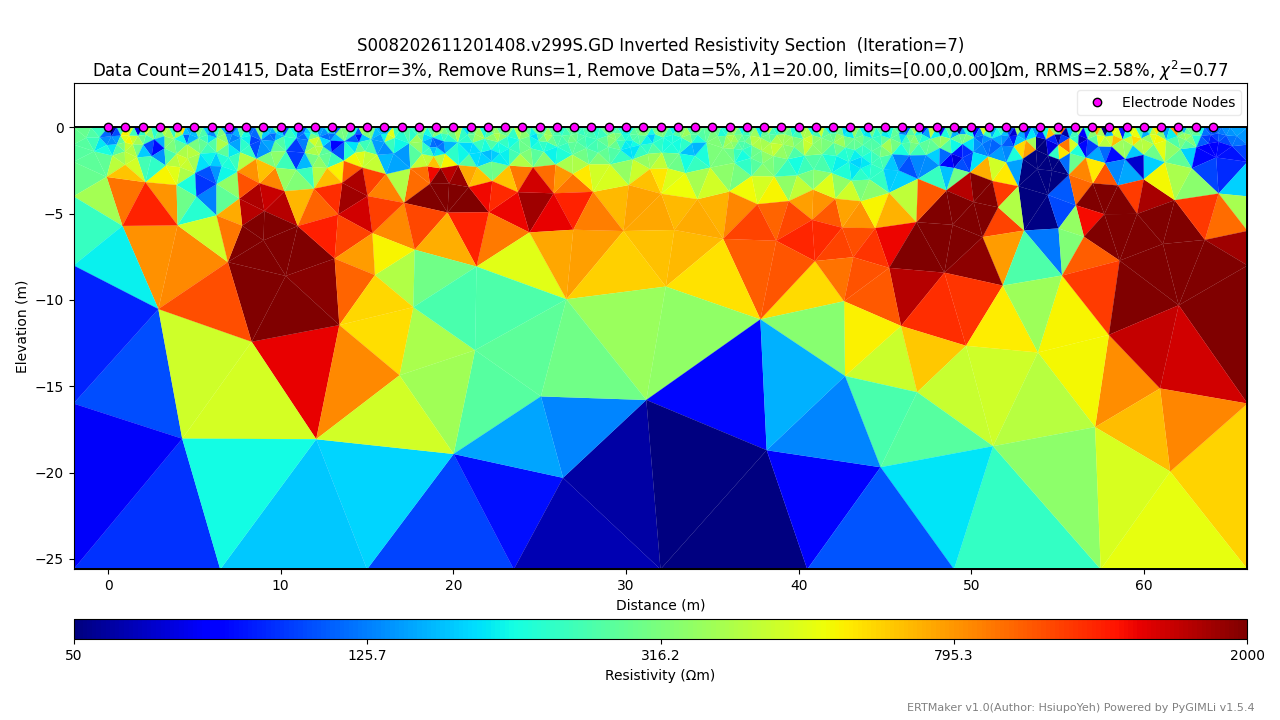 S008202611201408.v299S.GD Inverted Resistivity Section  (Iteration=7)
Data Count=201415, Data EstError=3%, Remove Runs=1, Remove Data=5%, λ1=20.00, limits=[0.00,0.00]Ωm, RRMS=2.58%, χ²=0.77
Electrode Nodes
0
−5
−10
−15
−20
−25
Elevation (m)
0 10 20 30 40 50 60
Distance (m)
50 125.7 316.2 795.3 2000
Resistivity (Ωm)
ERTMaker v1.0(Author: HsiupoYeh) Powered by PyGIMLi v1.5.4